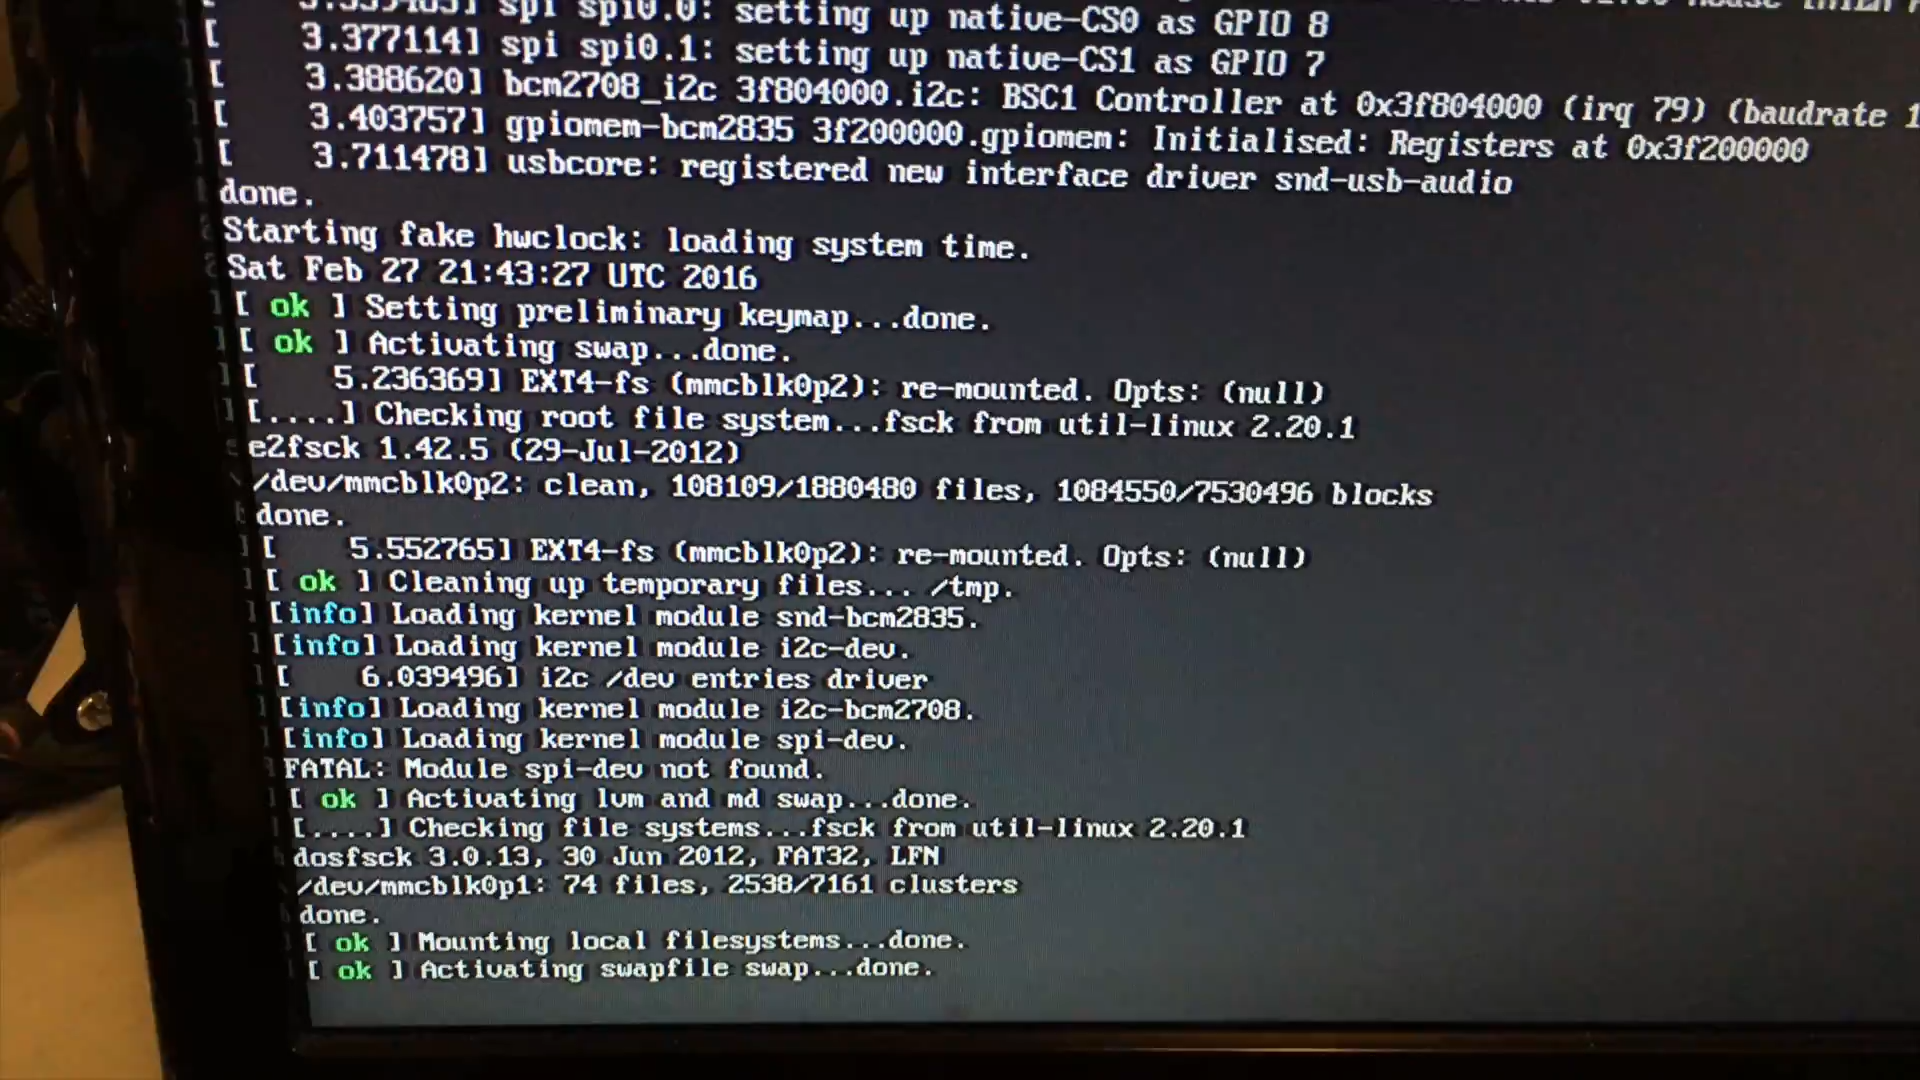 spi spi0.0: setting up native-CS0 as GPIO 8
[ 3.377114] spi spi0.1: setting up native-CS1 as GPIO 7
[ 3.388620] bcm2708_i2c 3f804000.i2c: BSC1 Controller at 0x3f804000 (irq 79) (baudrate
[ 3.403757] gpiomem-bcm2835 3f200000.gpiomem: Initialised: Registers at 0x3f200000
[ 3.711478] usbcore: registered new interface driver snd-usb-audio
done.
Starting fake hwclock: loading system time.
Sat Feb 27 21:43:27 UTC 2016
[ ok ] Setting preliminary keymap...done.
[ ok ] Activating swap...done.
[ 5.236369] EXT4-fs (mmcblk0p2): re-mounted. Opts: (null)
[....] Checking root file system...fsck from util-linux 2.20.1
e2fsck 1.42.5 (29-Jul-2012)
/dev/mmcblk0p2: clean, 108109/1880480 files, 1084550/7530496 blocks
done.
[ 5.552765] EXT4-fs (mmcblk0p2): re-mounted. Opts: (null)
[ ok ] Cleaning up temporary files... /tmp.
[info] Loading kernel module snd-bcm2835.
[info] Loading kernel module i2c-dev.
[ 6.039496] i2c /dev entries driver
[info] Loading kernel module i2c-bcm2708.
[info] Loading kernel module spi-dev.
FATAL: Module spi-dev not found.
[ ok ] Activating lvm and md swap...done.
[....] Checking file systems...fsck from util-linux 2.20.1
dosfsck 3.0.13, 30 Jun 2012, FAT32, LFN
/dev/mmcblk0p1: 74 files, 2538/7161 clusters
done.
[ ok ] Mounting local filesystems...done.
[ ok ] Activating swapfile swap...done.